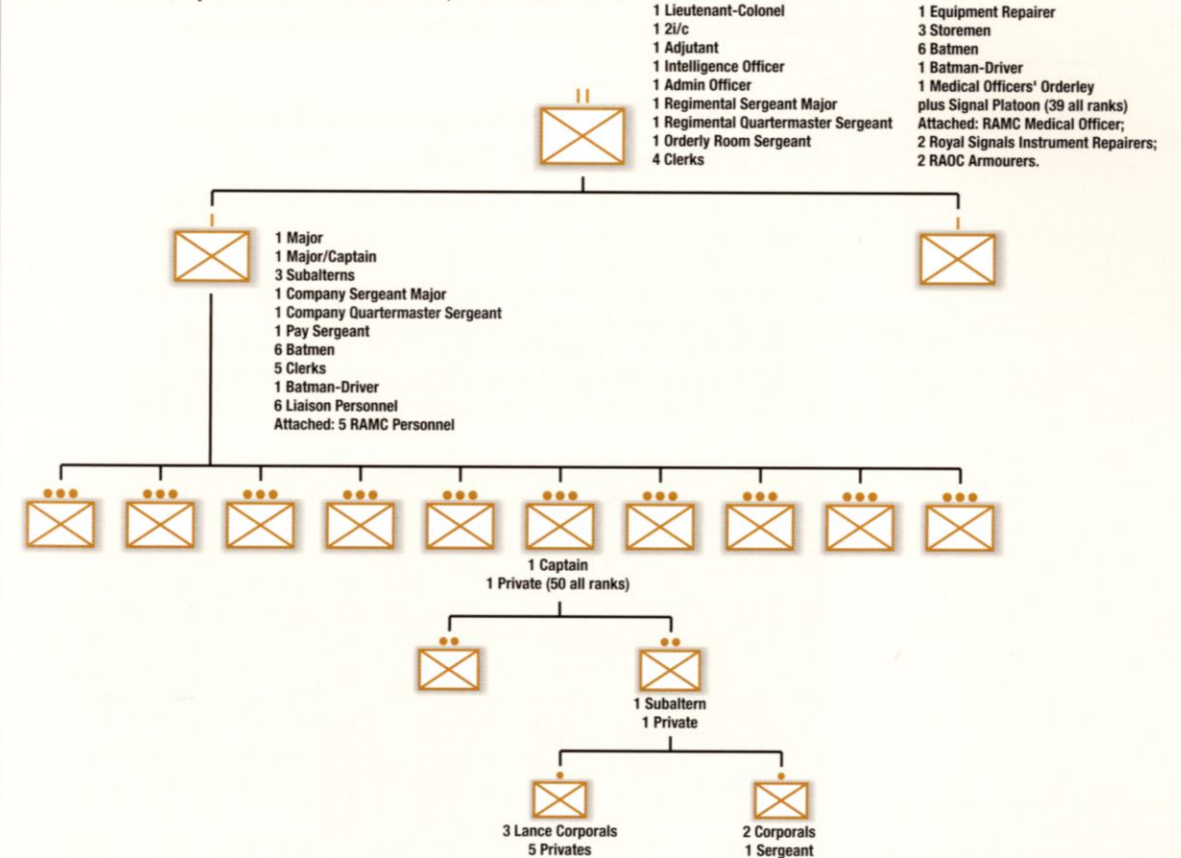 1 Lieutenant-Colonel
1 2i/c
1 Adjutant
1 Intelligence Officer
1 Admin Officer
1 Regimental Sergeant Major
1 Regimental Quartermaster Sergeant
1 Orderly Room Sergeant
4 Clerks
1 Equipment Repairer
3 Storemen
6 Batmen
1 Batman-Driver
1 Medical Officers' Orderley
plus Signal Platoon (39 all ranks)
Attached: RAMC Medical Officer;
2 Royal Signals Instrument Repairers;
2 RAOC Armourers.
1 Major
1 Major/Captain
3 Subalterns
1 Company Sergeant Major
1 Company Quartermaster Sergeant
1 Pay Sergeant
6 Batmen
5 Clerks
1 Batman-Driver
6 Liaison Personnel
Attached: 5 RAMC Personnel
1 Captain
1 Private (50 all ranks)
1 Subaltern
1 Private
3 Lance Corporals
5 Privates
2 Corporals
1 Sergeant